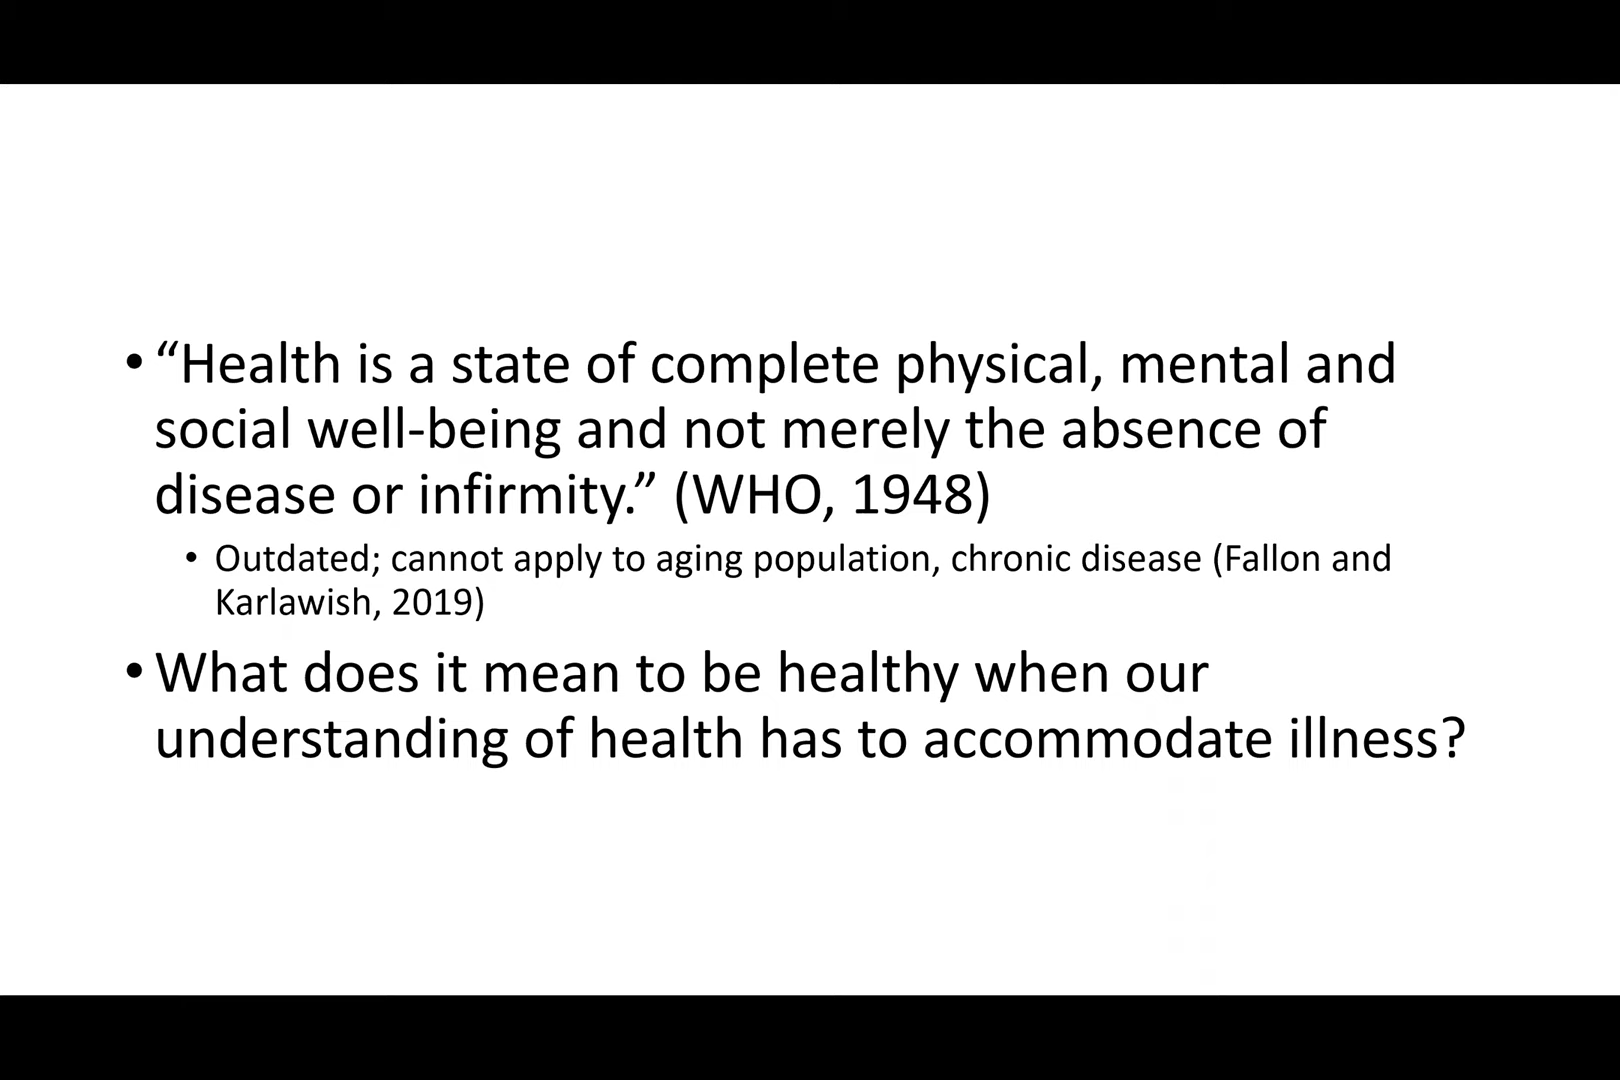 • “Health is a state of complete physical, mental and
social well-being and not merely the absence of
disease or infirmity.” (WHO, 1948)
• Outdated; cannot apply to aging population, chronic disease (Fallon and
Karlawish, 2019)
• What does it mean to be healthy when our
understanding of health has to accommodate illness?